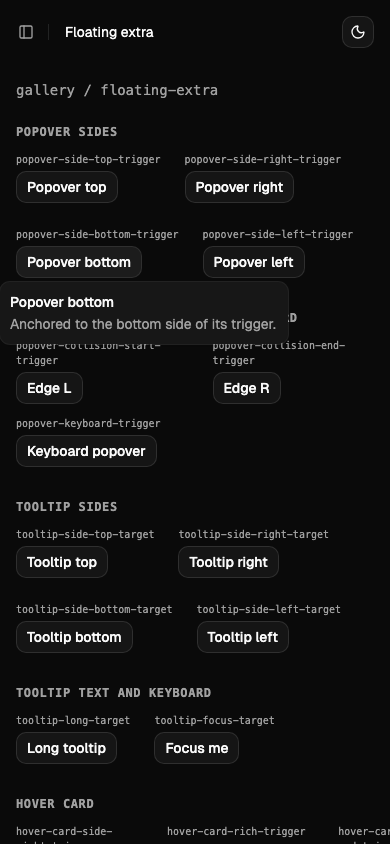 Floating extra
gallery / floating-extra
POPOVER SIDES
popover-side-top-trigger
popover-side-right-trigger
Popover top
Popover right
popover-side-bottom-trigger
popover-side-left-trigger
Popover bottom
Popover left
Popover bottom
Anchored to the bottom side of its trigger.
popover-collision-start-trigger
popover-collision-end-trigger
Edge L
Edge R
popover-keyboard-trigger
Keyboard popover
TOOLTIP SIDES
tooltip-side-top-target
tooltip-side-right-target
Tooltip top
Tooltip right
tooltip-side-bottom-target
tooltip-side-left-target
Tooltip bottom
Tooltip left
TOOLTIP TEXT AND KEYBOARD
tooltip-long-target
tooltip-focus-target
Long tooltip
Focus me
HOVER CARD
hover-card-side-
hover-card-rich-trigger
hover-ca